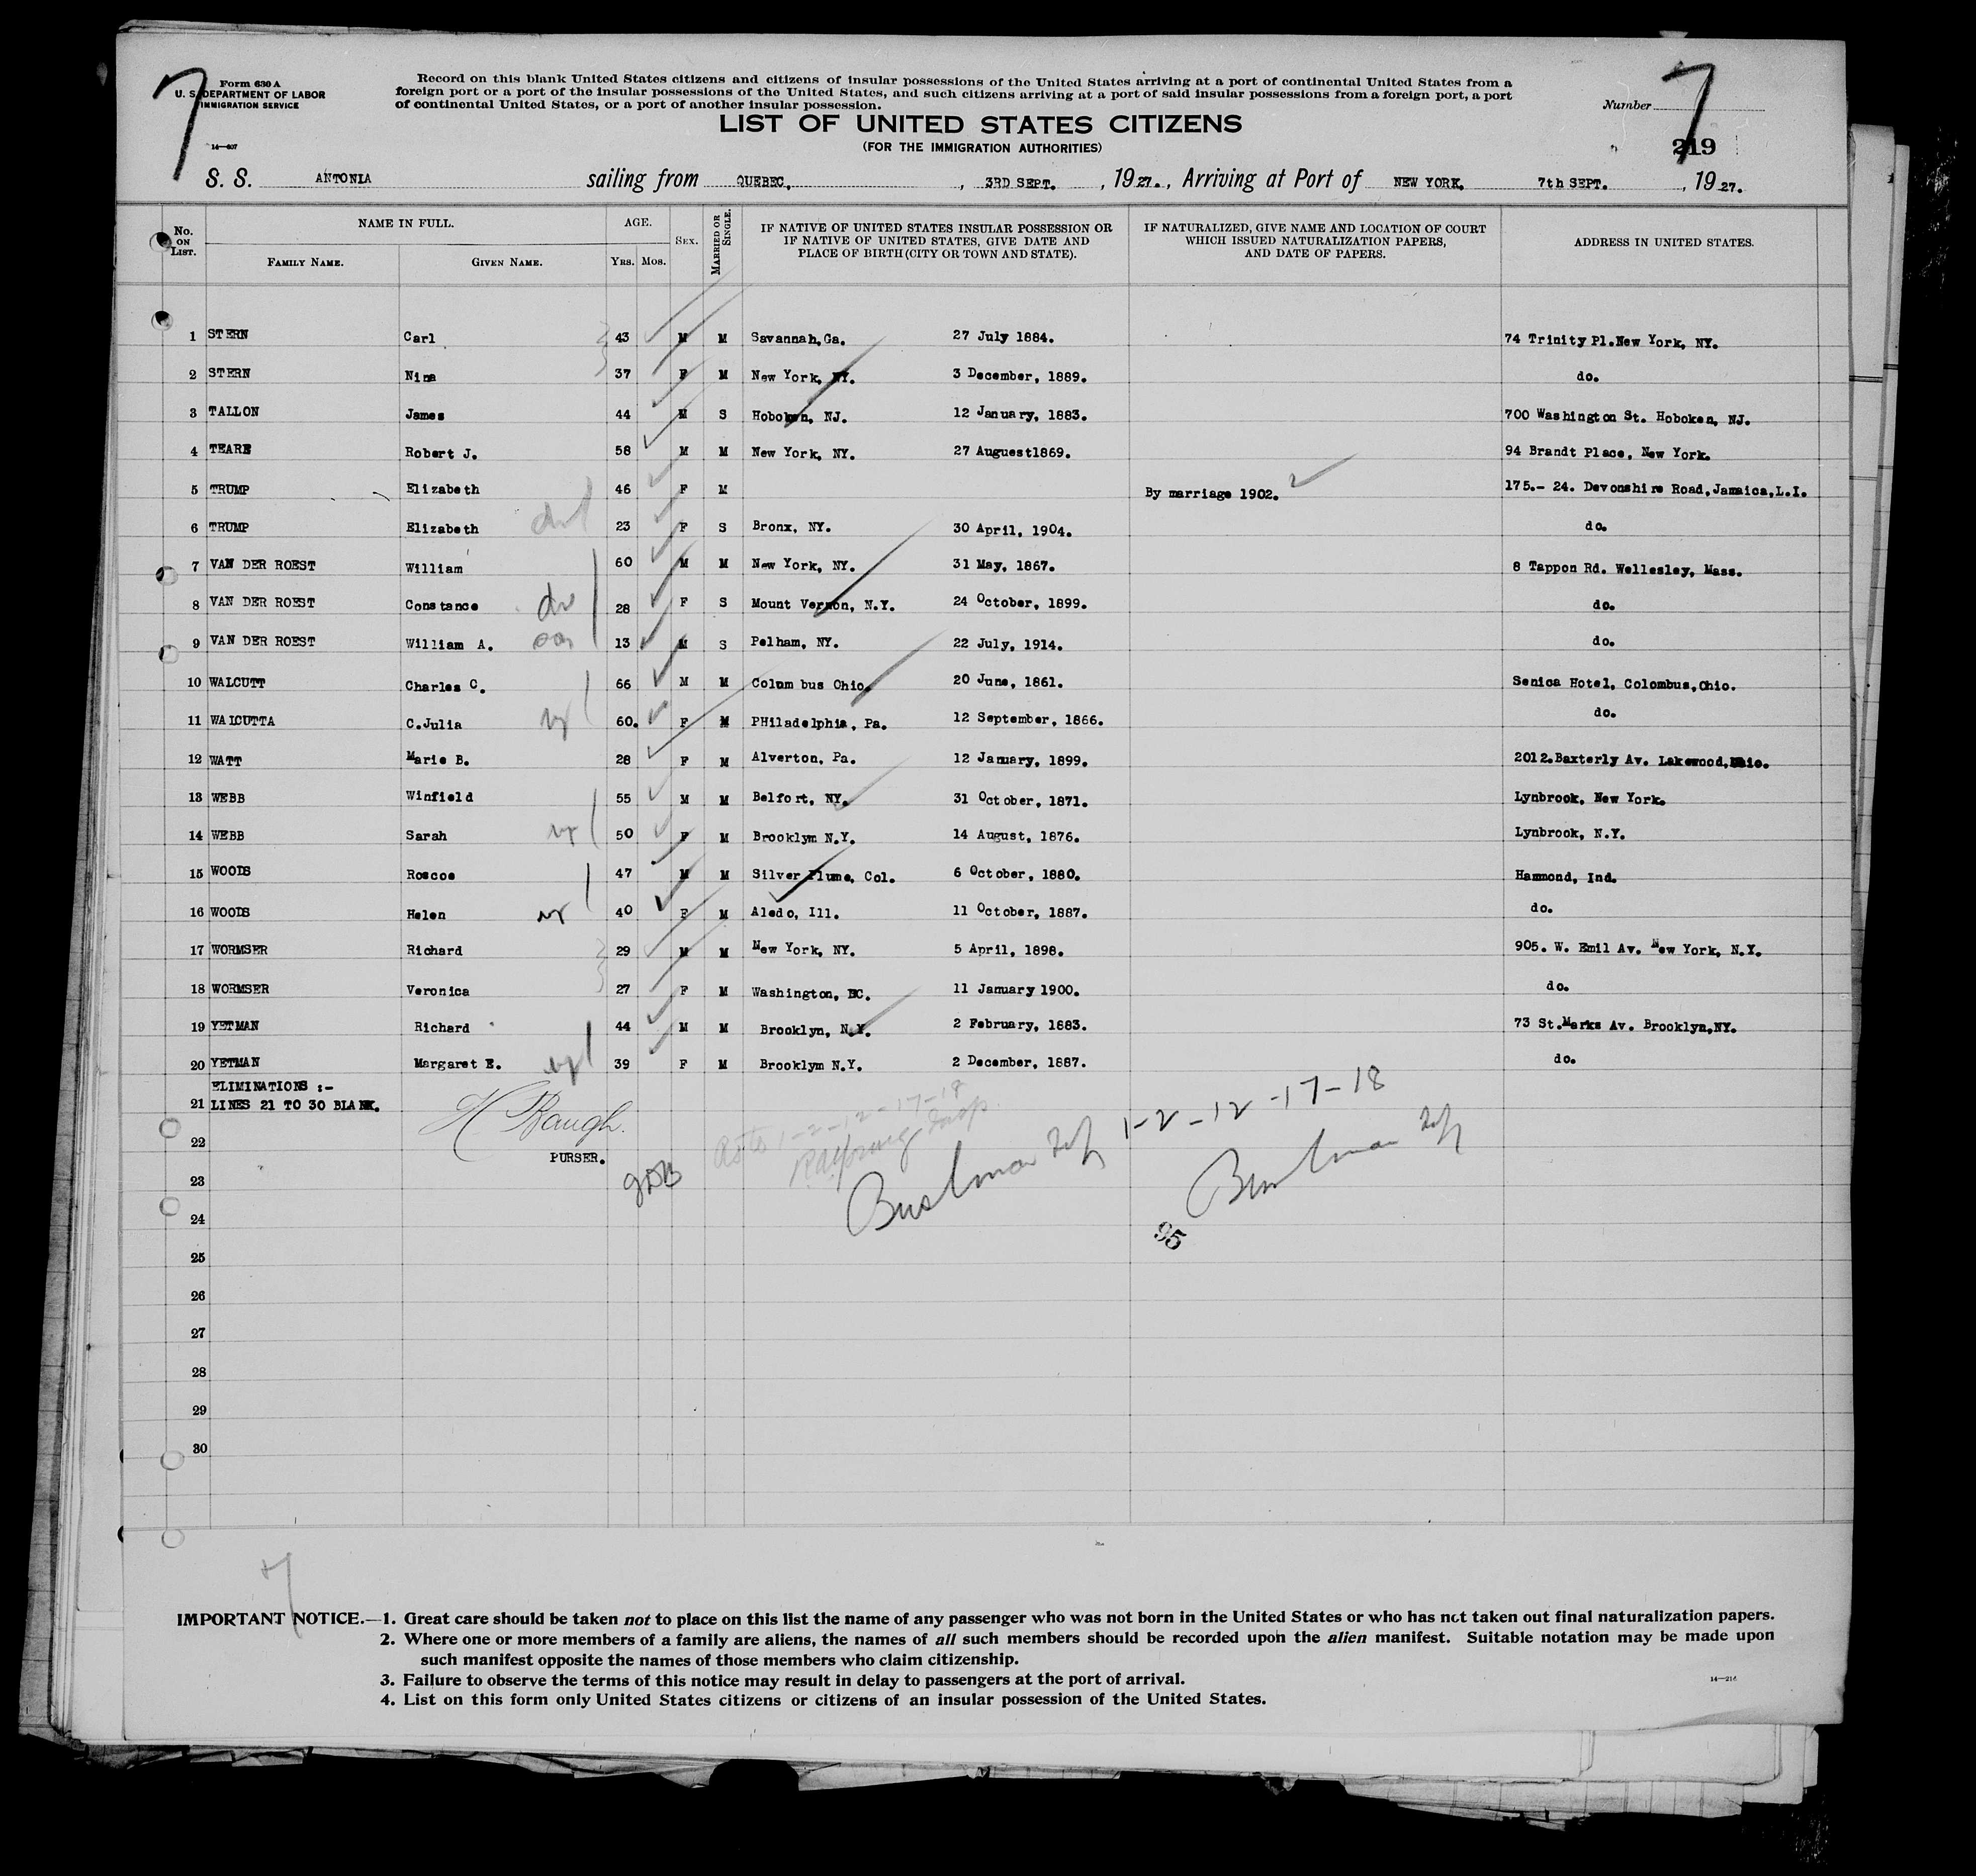 7
7
Form 630 A
U. S. DEPARTMENT OF LABOR
IMMIGRATION SERVICE
14—607
Record on this blank United States citizens and citizens of insular possessions of the United States arriving at a port of continental United States from a
foreign port or a port of the insular possessions of the United States, and such citizens arriving at a port of said insular possessions from a foreign port, a port
of continental United States, or a port of another insular possession.
Number
LIST OF UNITED STATES CITIZENS
(FOR THE IMMIGRATION AUTHORITIES)
219
S. S. ANTONIA sailing from QUEBEC, , 3RD SEPT. , 1927. , Arriving at Port of NEW YORK, 7th SEPT. , 1927.
No. ON LIST. NAME IN FULL. FAMILY NAME. GIVEN NAME. AGE. YRS. MOS. SEX. MARRIED OR SINGLE. IF NATIVE OF UNITED STATES INSULAR POSSESSION OR IF NATIVE OF UNITED STATES, GIVE DATE AND PLACE OF BIRTH (CITY OR TOWN AND STATE). IF NATURALIZED, GIVE NAME AND LOCATION OF COURT WHICH ISSUED NATURALIZATION PAPERS, AND DATE OF PAPERS. ADDRESS IN UNITED STATES.
1 STERN Carl 43 M M Savannah,Ga. 27 July 1884. 74 Trinity Pl.New York, NY.
2 STERN Nina 37 F M New York, NY. 3 December, 1889. do.
3 TALLON James 44 M S Hoboken, NJ. 12 January, 1883. 700 Washington St. Hoboken, NJ.
4 TEARE Robert J. 58 M M New York, NY. 27 Auguest1869. 94 Brandt Place, New York.
5 TRUMP Elizabeth 46 F M By marriage 1902. 175.- 24. Devonshire Road,Jamaica,L.I.
6 TRUMP Elizabeth 23 F S Bronx, NY. 30 April, 1904. do.
7 VAN DER ROEST William 60 M M New York, NY. 31 May, 1867. 8 Tappon Rd. Wellesley, Mass.
8 VAN DER ROEST Constance 28 F S Mount Vernon, N.Y. 24 October, 1899. do.
9 VAN DER ROEST William A. son 13 M S Pelham, NY. 22 July, 1914. do.
10 WALCUTT Charles C. 66 M M Colum bus Ohio. 20 June, 1861. Senica Hotel, Colombus,Ohio.
11 WALCUTTA C.Julia 60. F M PHiladelphia, Pa. 12 September, 1866. do.
12 WATT Marie B. 28 F M Alverton, Pa. 12 January, 1899. 2012.Baxterly Av. Lakewood,Ohio.
13 WEBB Winfield 55 M M Belfort, NY. 31 October, 1871. Lynbrook, New York.
14 WEBB Sarah 50 F M Brooklym N.Y. 14 August, 1876. Lynbrook, N.Y.
15 WOODS Roscoe 47 M M Silver Plume, Col. 6 October, 1880. Hammond, Ind.
16 WOODS Helen 40 F M Aledo, Ill. 11 October, 1887. do.
17 WORMSER Richard 29 M M New York, NY. 5 April, 1898. 905. W. Emil Av. New York, N.Y.
18 WORMSER Veronica 27 F M Washington, DC. 11 January 1900. do.
19 YETMAN Richard 44 M M Brooklyn, N.Y. 2 February, 1883. 73 St.Marks Av. Brooklyn,NY.
20 YETMAN Margaret E. 39 F M Brooklym N.Y. 2 December, 1887. do.
ELIMINATIONS :-
21 LINES 21 TO 30 BLANK.
1-2-12-17-18
1-2-12-17-18
22
PURSER.
23
24
95
25
26
27
28
29
30
7
IMPORTANT NOTICE.—1. Great care should be taken not to place on this list the name of any passenger who was not born in the United States or who has not taken out final naturalization papers.
2. Where one or more members of a family are aliens, the names of all such members should be recorded upon the alien manifest. Suitable notation may be made upon
such manifest opposite the names of those members who claim citizenship.
3. Failure to observe the terms of this notice may result in delay to passengers at the port of arrival.
4. List on this form only United States citizens or citizens of an insular possession of the United States.